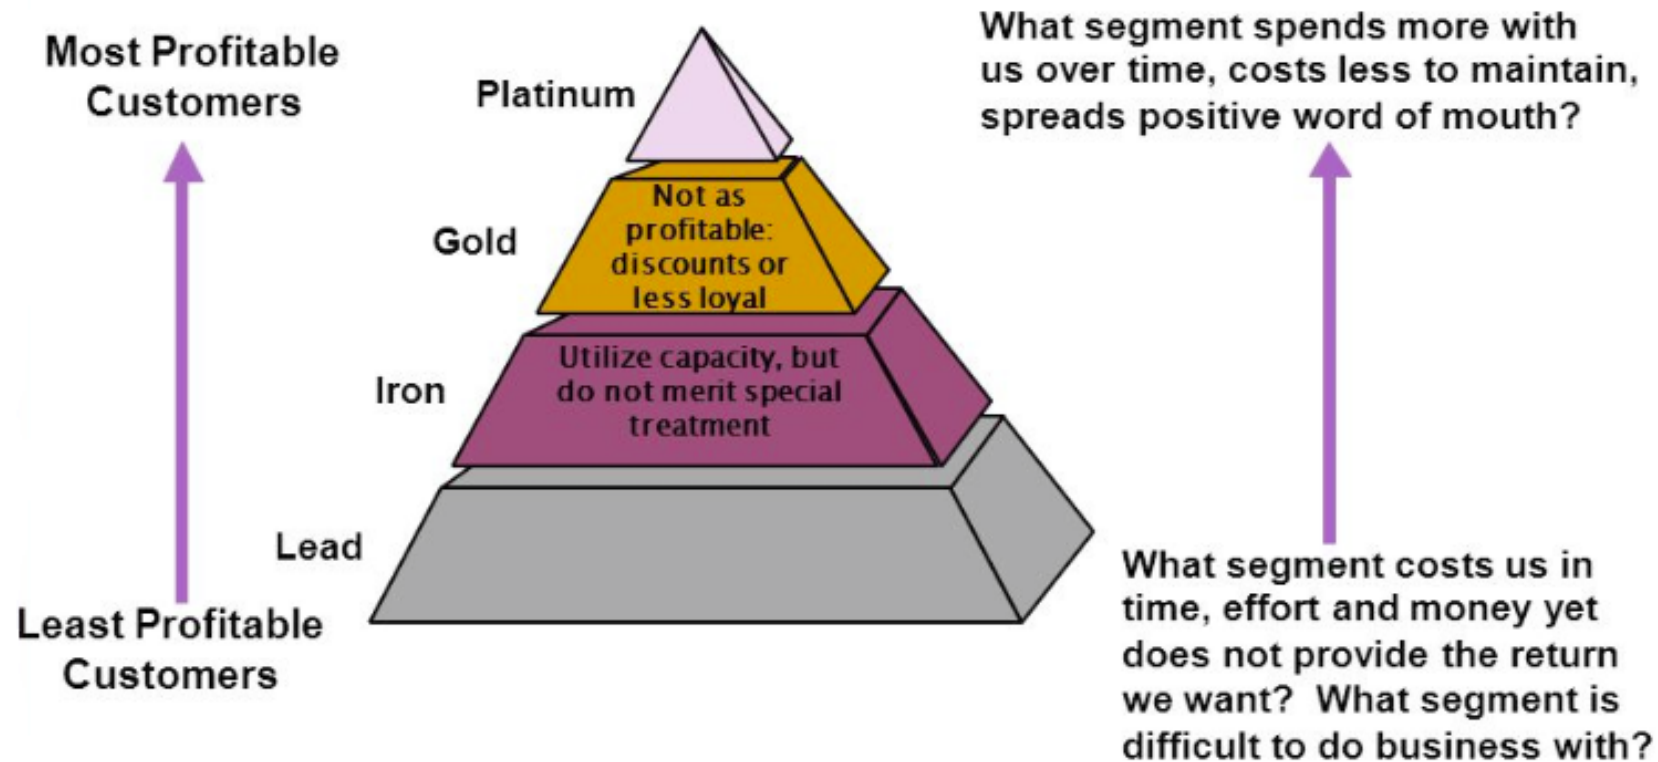 Most Profitable
Customers
What segment spends more with
us over time, costs less to maintain,
spreads positive word of mouth?
Platinum
Gold
Not as
profitable:
discounts or
less loyal
Iron
Utilize capacity, but
do not merit special
treatment
Lead
Least Profitable
Customers
What segment costs us in
time, effort and money yet
does not provide the return
we want? What segment is
difficult to do business with?